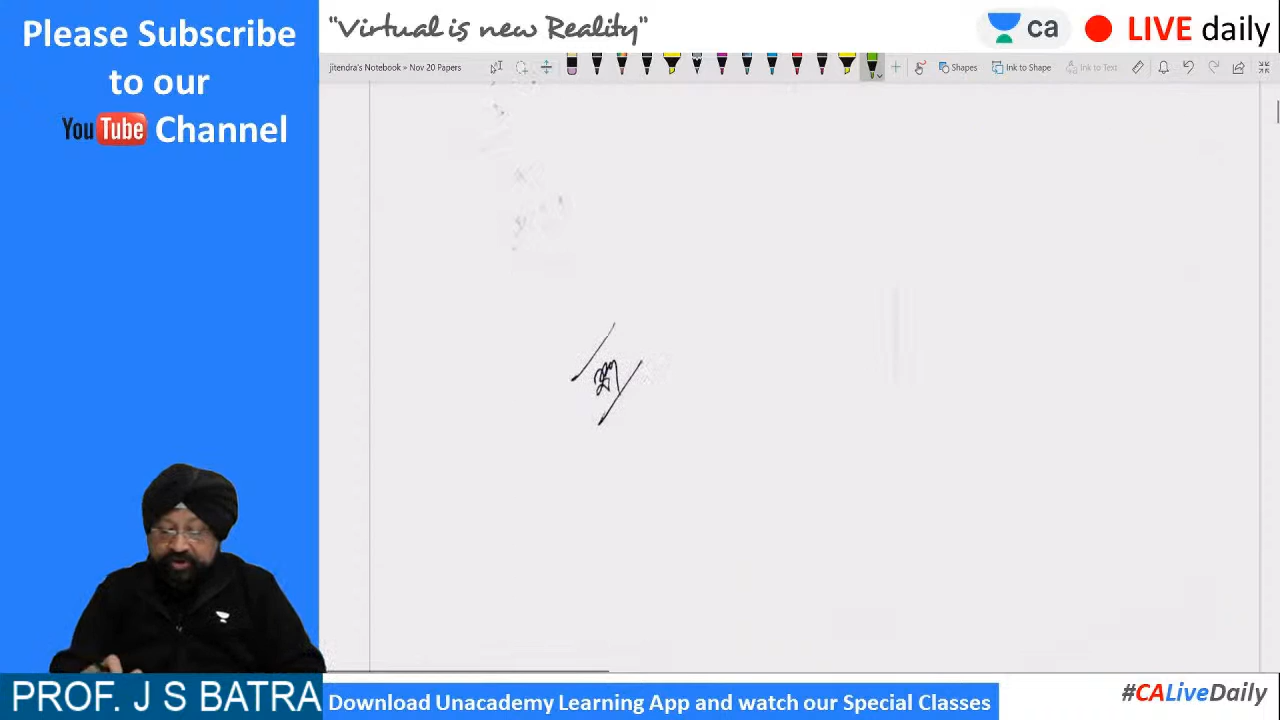 Please Subscribe
to our
YouTube Channel
"Virtual is new Reality"
ca
LIVE daily
jitendra's Notebook » Nov 20 Papers
Shapes
Ink to Shape
Ink to Text
PROF. J S BATRA
Download Unacademy Learning App and watch our Special Classes
#CALiveDaily